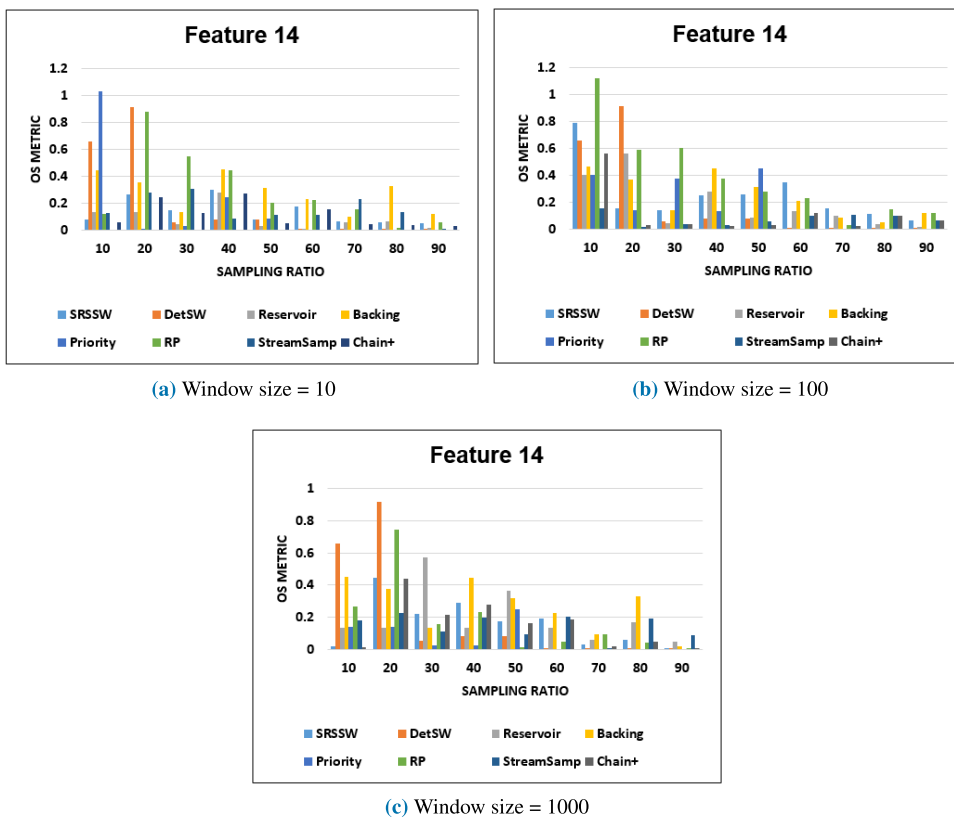 Feature 14
1.2
1
0.8
0.6
0.4
0.2
0
OS METRIC
10 20 30 40 50 60 70 80 90
SAMPLING RATIO
SRSSW DetSW Reservoir Backing
Priority RP StreamSamp Chain+
(a) Window size = 10
Feature 14
1.2
1
0.8
0.6
0.4
0.2
0
OS METRIC
10 20 30 40 50 60 70 80 90
SAMPLING RATIO
SRSSW DetSW Reservoir Backing
Priority RP StreamSamp Chain+
(b) Window size = 100
Feature 14
1
0.8
0.6
0.4
0.2
0
OS METRIC
10 20 30 40 50 60 70 80 90
SAMPLING RATIO
SRSSW DetSW Reservoir Backing
Priority RP StreamSamp Chain+
(c) Window size = 1000